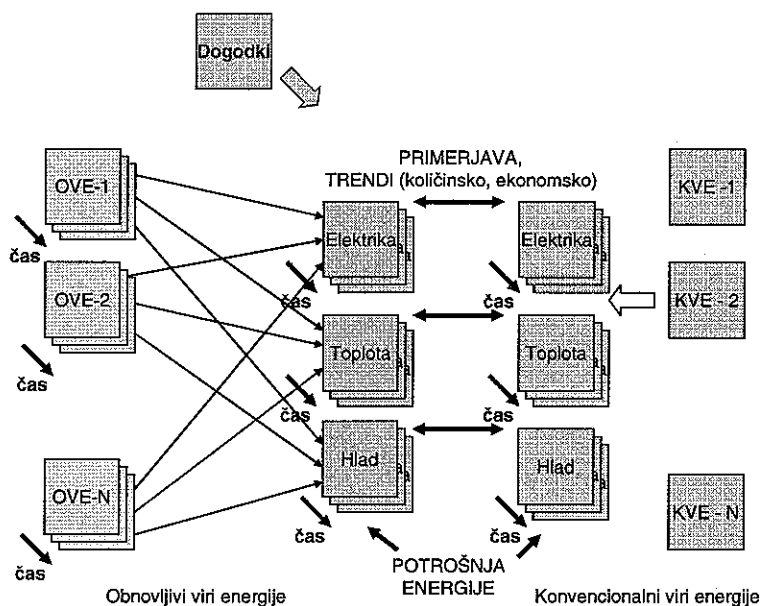 Dogodki
PRIMERJAVA,
TRENDI (količinsko, ekonomsko)
OVE-1
KVE -1
čas
Elektrika
Elektrika
OVE-2
čas
čas
KVE - 2
čas
Toplota
Toplota
čas
čas
OVE-N
Hlad
Hlad
KVE - N
čas
čas
čas
POTROŠNJA
ENERGIJE
Obnovljivi viri energije
Konvencionalni viri energije